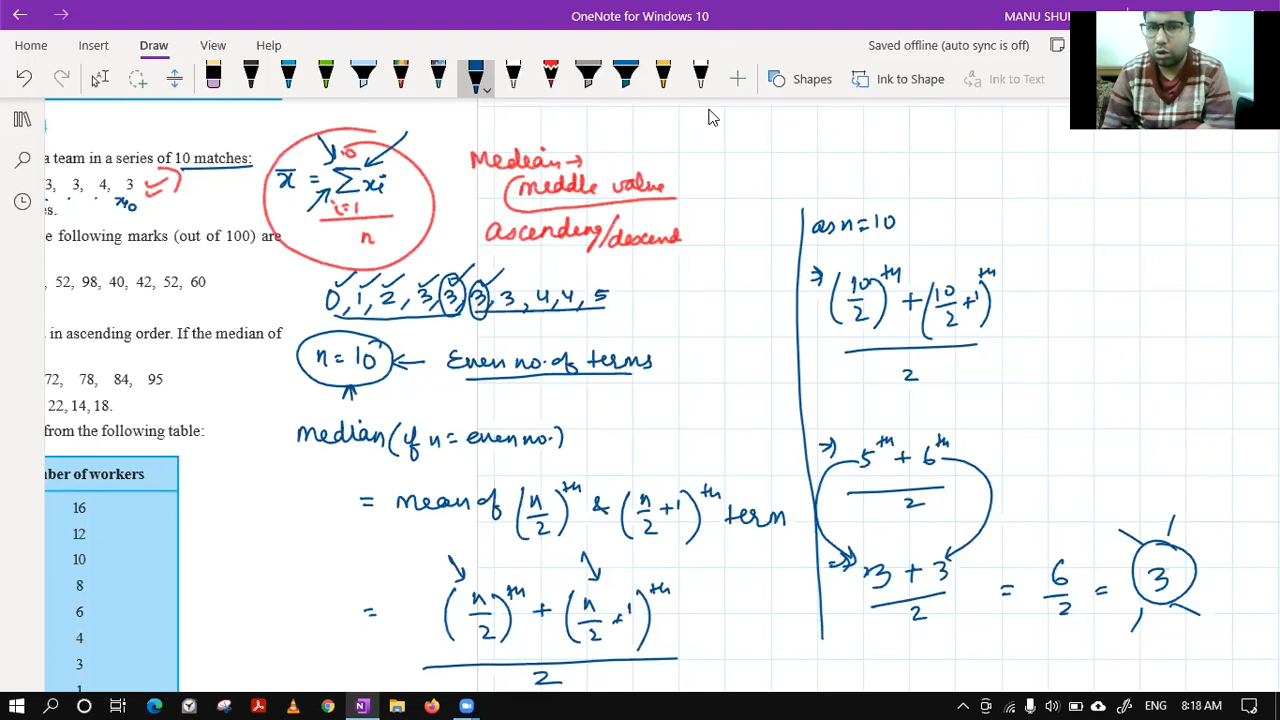 OneNote for Windows 10
MANU SHU
Home Insert Draw View Help
Saved offline (auto sync is off)
Shapes
Ink to Shape
Ink to Text
a team in a series of 10 matches:
3, 3, 4, 3
x10
es.
e following marks (out of 100) are
, 52, 98, 40, 42, 52, 60
in ascending order. If the median of
72, 78, 84, 95
22, 14, 18.
from the following table:
ber of workers
16
12
10
8
6
4
3
1
10
x̄ = Σ xi
i=1
n
Median →
middle value
ascending/descend
0, 1, 2, 3, 3, 3, 3, 4, 4, 5
n = 10 ← Even no. of terms
median (if n = even no.)
= mean of (n/2)th & (n/2 +1)th term
= (n/2)th + (n/2 +1)th
2
as n = 10
⇒ (10/2)th + (10/2 +1)th
2
⇒ 5th + 6th
2
⇒ 3 + 3
2
= 6/2 = 3
ENG 8:18 AM